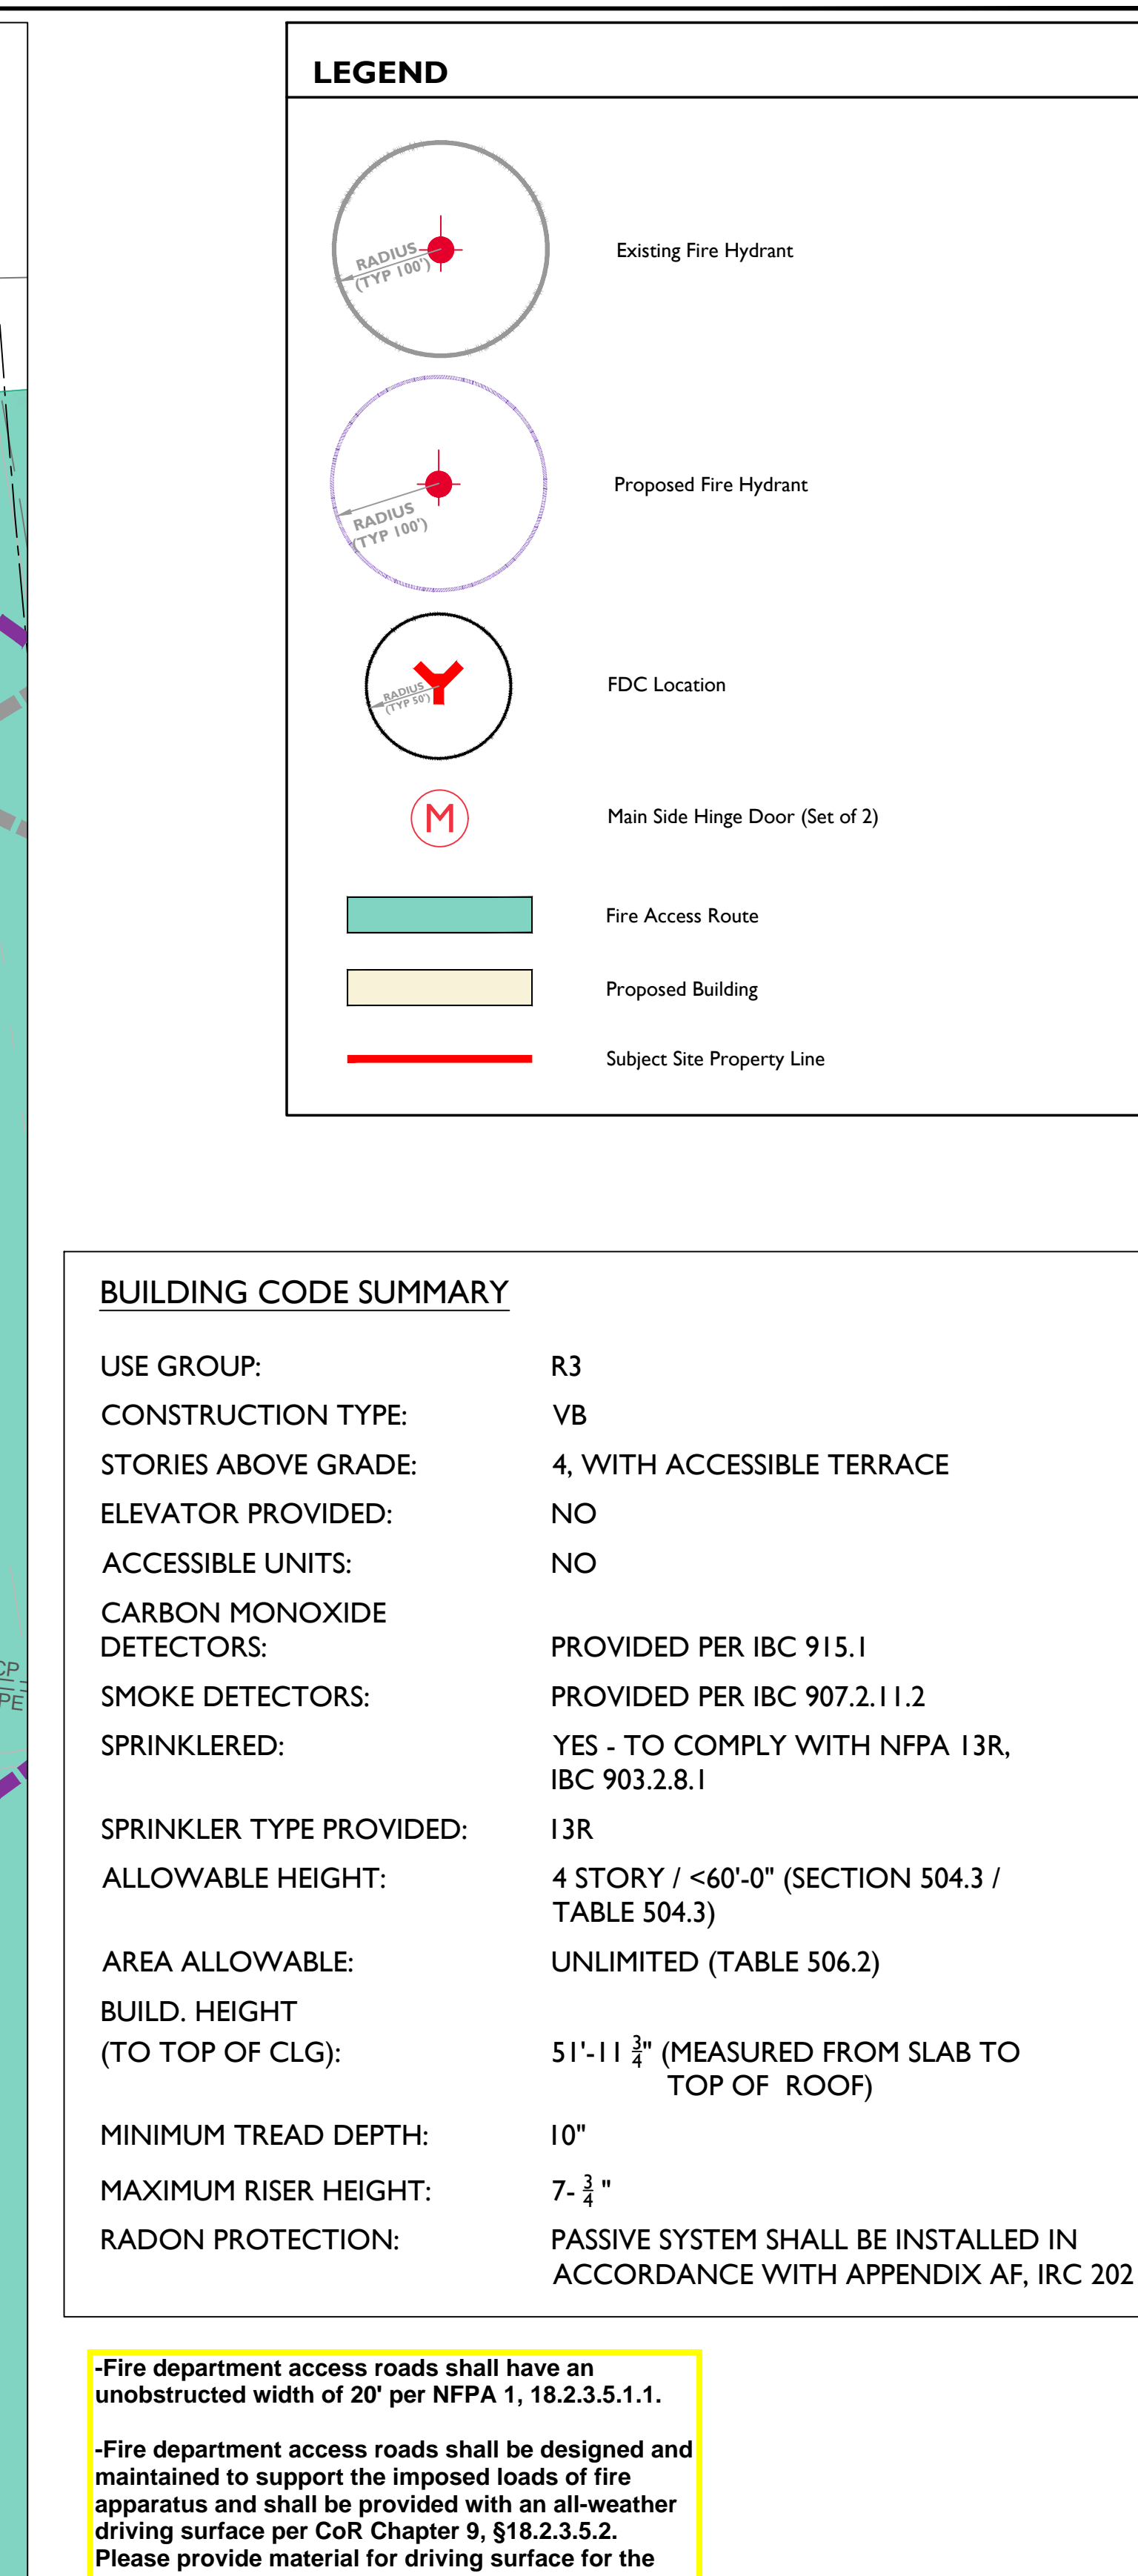 LEGEND
RADIUS
(TYP 100')
Existing Fire Hydrant
RADIUS
(TYP 100')
Proposed Fire Hydrant
RADIUS
(TYP 50')
FDC Location
M
Main Side Hinge Door (Set of 2)
Fire Access Route
Proposed Building
Subject Site Property Line
BUILDING CODE SUMMARY
USE GROUP: R3
CONSTRUCTION TYPE: VB
STORIES ABOVE GRADE: 4, WITH ACCESSIBLE TERRACE
ELEVATOR PROVIDED: NO
ACCESSIBLE UNITS: NO
CARBON MONOXIDE
DETECTORS: PROVIDED PER IBC 915.1
SMOKE DETECTORS: PROVIDED PER IBC 907.2.11.2
SPRINKLERED: YES - TO COMPLY WITH NFPA 13R,
IBC 903.2.8.1
SPRINKLER TYPE PROVIDED: 13R
ALLOWABLE HEIGHT: 4 STORY / <60'-0" (SECTION 504.3 /
TABLE 504.3)
AREA ALLOWABLE: UNLIMITED (TABLE 506.2)
BUILD. HEIGHT
(TO TOP OF CLG): 51'-11 3/4" (MEASURED FROM SLAB TO
TOP OF ROOF)
MINIMUM TREAD DEPTH: 10"
MAXIMUM RISER HEIGHT: 7- 3/4 "
RADON PROTECTION: PASSIVE SYSTEM SHALL BE INSTALLED IN
ACCORDANCE WITH APPENDIX AF, IRC 202
CP
PE
-Fire department access roads shall have an
unobstructed width of 20' per NFPA 1, 18.2.3.5.1.1.
-Fire department access roads shall be designed and
maintained to support the imposed loads of fire
apparatus and shall be provided with an all-weather
driving surface per CoR Chapter 9, §18.2.3.5.2.
Please provide material for driving surface for the